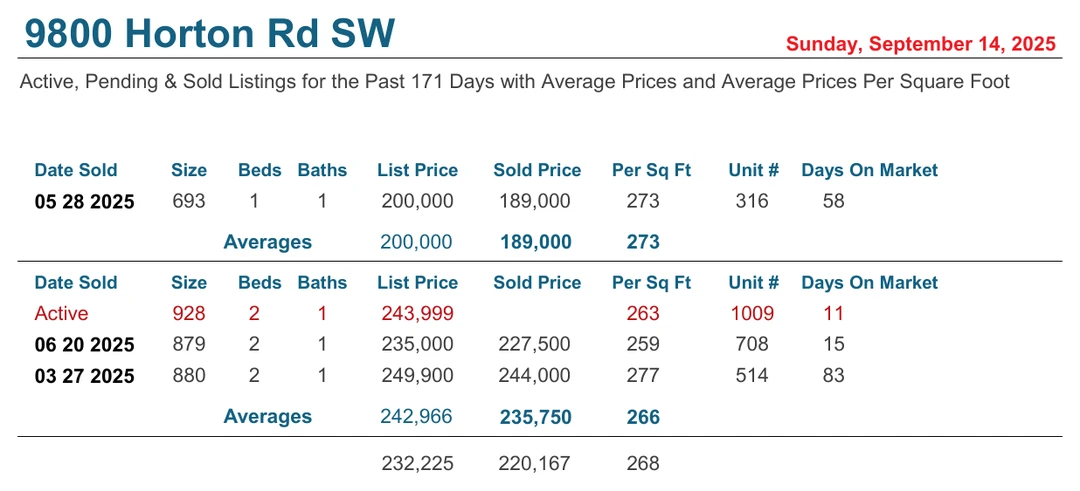 9800 Horton Rd SW
Sunday, September 14, 2025
Active, Pending & Sold Listings for the Past 171 Days with Average Prices and Average Prices Per Square Foot
Date Sold Size Beds Baths List Price Sold Price Per Sq Ft Unit # Days On Market
05 28 2025 693 1 1 200,000 189,000 273 316 58
Averages 200,000 189,000 273
Date Sold Size Beds Baths List Price Sold Price Per Sq Ft Unit # Days On Market
Active 928 2 1 243,999 263 1009 11
06 20 2025 879 2 1 235,000 227,500 259 708 15
03 27 2025 880 2 1 249,900 244,000 277 514 83
Averages 242,966 235,750 266
232,225 220,167 268